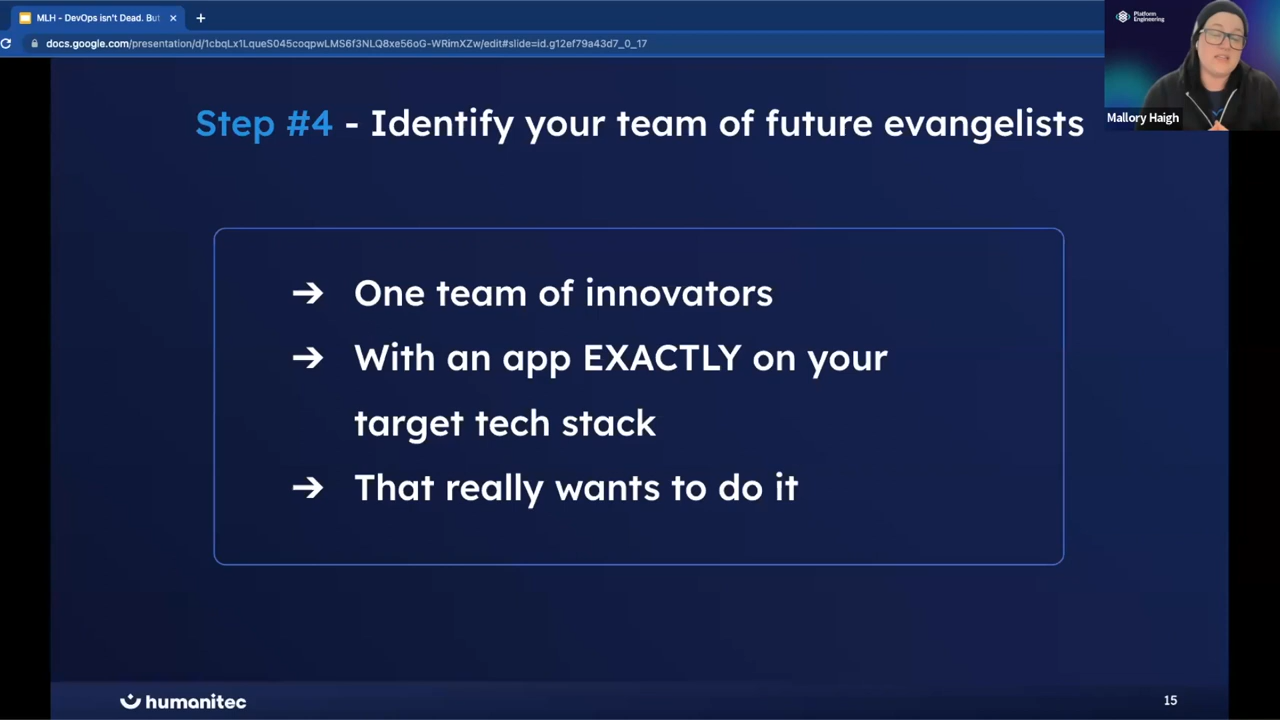 MLH - DevOps isn't Dead. But
docs.google.com/presentation/d/1cbqLx1LqueS045coqpwLMS6f3NLQ8xe56oG-WRimXZw/edit#slide=id.g12ef79a43d7_0_17
Platform
Engineering
Mallory Haigh
Step #4 - Identify your team of future evangelists
➔ One team of innovators
➔ With an app EXACTLY on your
target tech stack
➔ That really wants to do it
humanitec
15